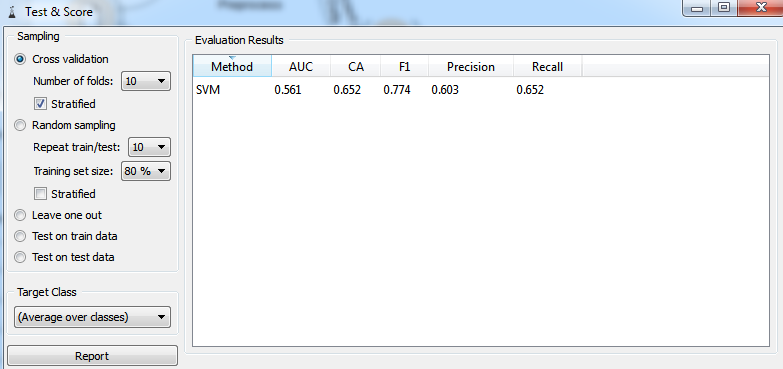 Preprocess
Test & Score
Sampling
Cross validation
Number of folds: 10
Stratified
Random sampling
Repeat train/test: 10
Training set size: 80 %
Stratified
Leave one out
Test on train data
Test on test data
Target Class
(Average over classes)
Report
Evaluation Results
Method AUC CA F1 Precision Recall
SVM 0.561 0.652 0.774 0.603 0.652